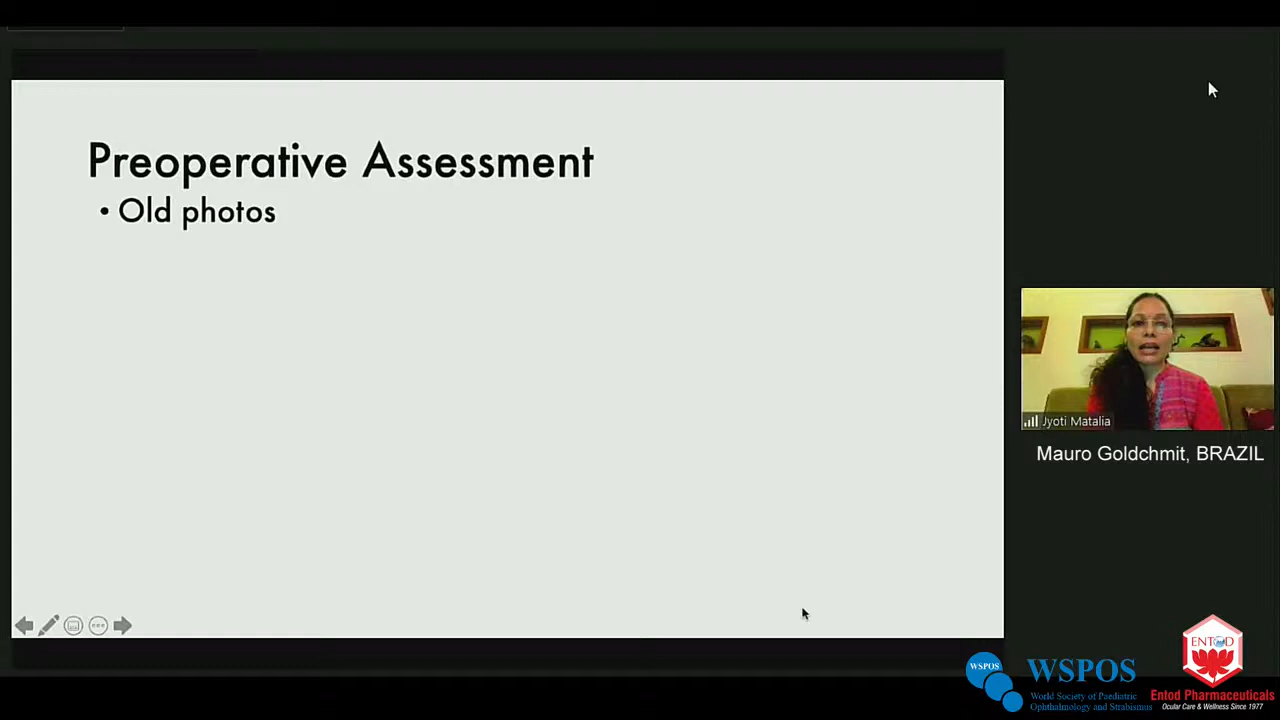 Preoperative Assessment
• Old photos
Jyoti Matalia
Mauro Goldchmit, BRAZIL
WSPOS
WSPOS
World Society of Paediatric
Ophthalmology and Strabismus
ENTOD
Entod Pharmaceuticals
Ocular Care & Wellness Since 1977